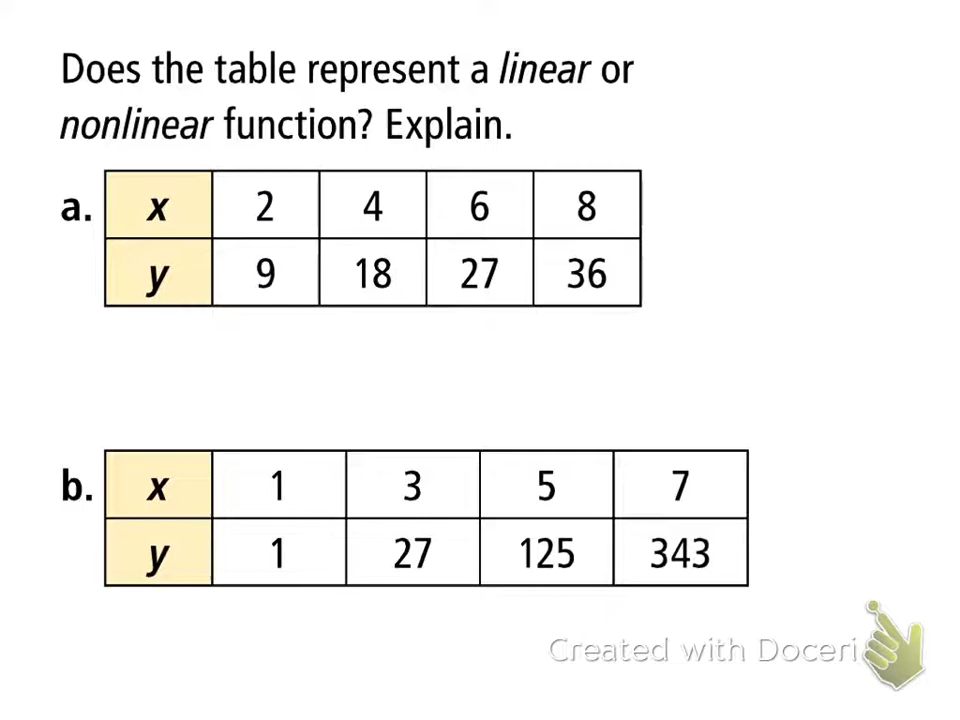 Does the table represent a linear or
nonlinear function? Explain.
a. x 2 4 6 8
y 9 18 27 36
b. x 1 3 5 7
y 1 27 125 343
Created with Doceri